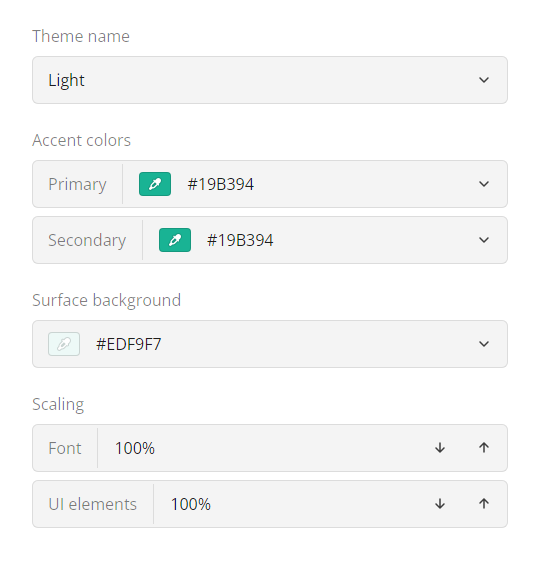 Theme name
Light
Accent colors
Primary #19B394
Secondary #19B394
Surface background
#EDF9F7
Scaling
Font 100%
UI elements 100%